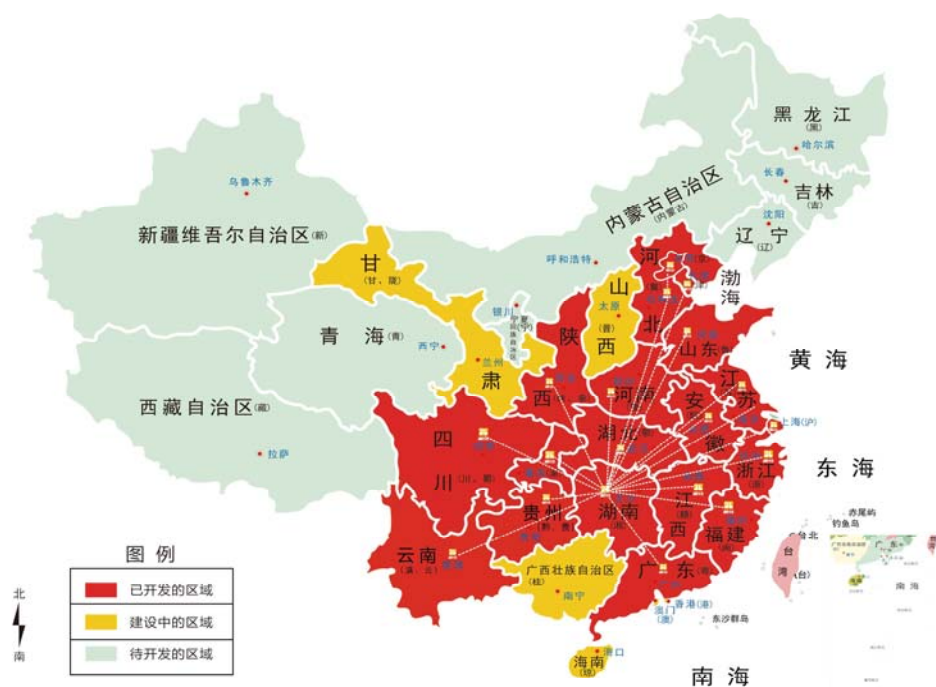 黑龙江
(黑)
哈尔滨
长春
吉林
(吉)
沈阳
辽宁
(辽)
内蒙古自治区
(内蒙古)
呼和浩特
乌鲁木齐
新疆维吾尔自治区(新)
甘
(甘、陇)
肃
兰州
银川
青海(青)
西宁
西藏自治区(藏)
拉萨
河
北
渤海
山
西
太原
(晋)
陕
西
山东
黄海
河南
江
苏
安
徽
上海(沪)
浙江
东海
湖北
四
川
(川、蜀)
贵州
(黔、贵)
湖南
江
西
福建
云南
(滇、云)
广西壮族自治区
(桂)
南宁
广东
香港(港)
澳门
(澳)
东沙群岛
海南
(琼)
海口
南海
赤尾屿
钓鱼岛
台北
台
湾
(台)
广东
南海
图例
已开发的区域
建设中的区域
待开发的区域
北
南